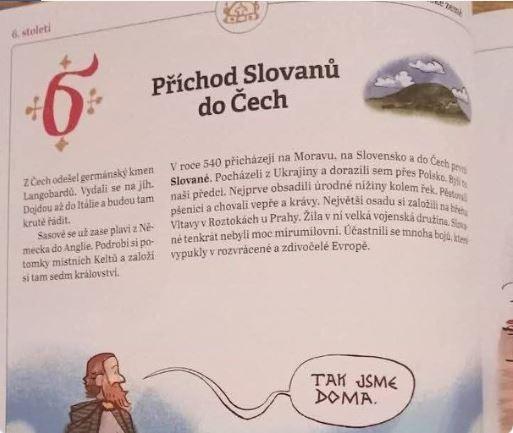 6. století
země
6
Příchod Slovanů
do Čech
Z Čech odešel germánský kmen
Langobardů. Vydali se na jih.
Dojdou až do Itálie a budou tam
krutě řádit.
Sasové se už zase plaví z Ně-
mecka do Anglie. Podrobí si po-
tomky místních Keltů a založí
si tam sedm království.
V roce 540 přicházejí na Moravu, na Slovensko a do Čech první
Slované. Pocházeli z Ukrajiny a dorazili sem přes Polsko. Byli to
naši předci. Nejprve obsadili úrodné nížiny kolem řek. Pěstovali
pšenici a chovali vepře a krávy. Největší osadu si založili na břehu
Vltavy v Roztokách u Prahy. Žila v ní velká vojenská družina. Slova-
né tenkrát nebyli moc mírumilovní. Účastnili se mnoha bojů, které
vypukly v rozvrácené a zdivočelé Evropě.
TAK JSME
DOMA.